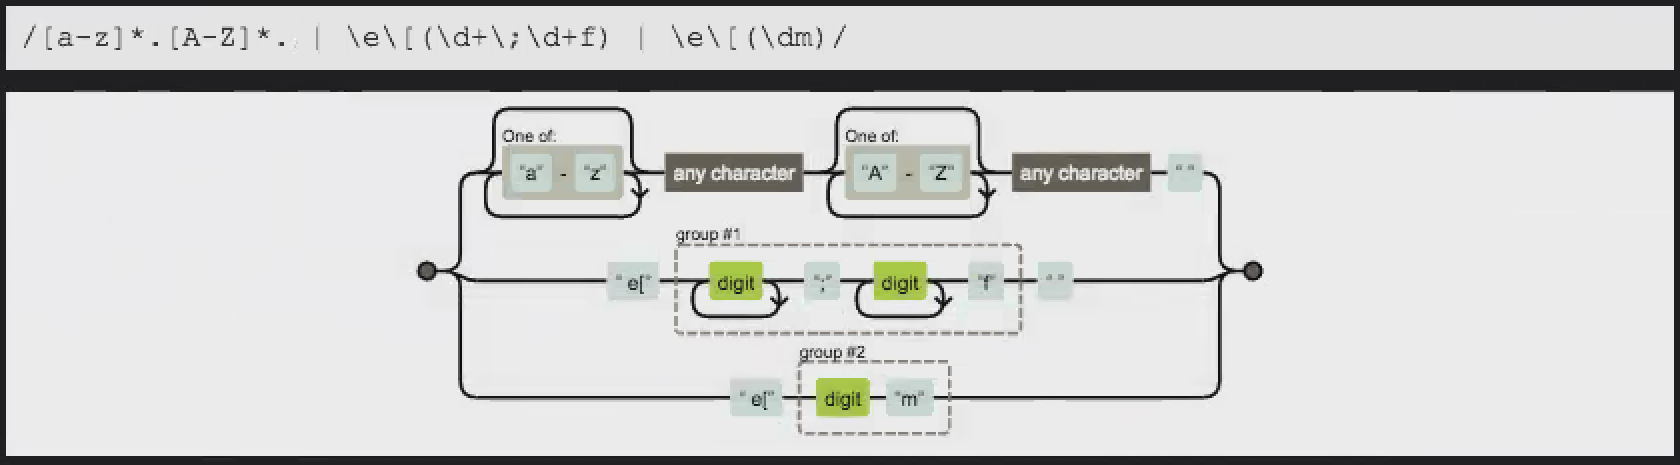 /[a-z]*.[A-Z]*. | \e\[(\d+\;\d+f) | \e\[(\dm)/
One of:
"a" - "z"
any character
One of:
"A" - "Z"
any character
" "
group #1
" e["
digit
";"
digit
"f"
" "
group #2
" e["
digit
"m"